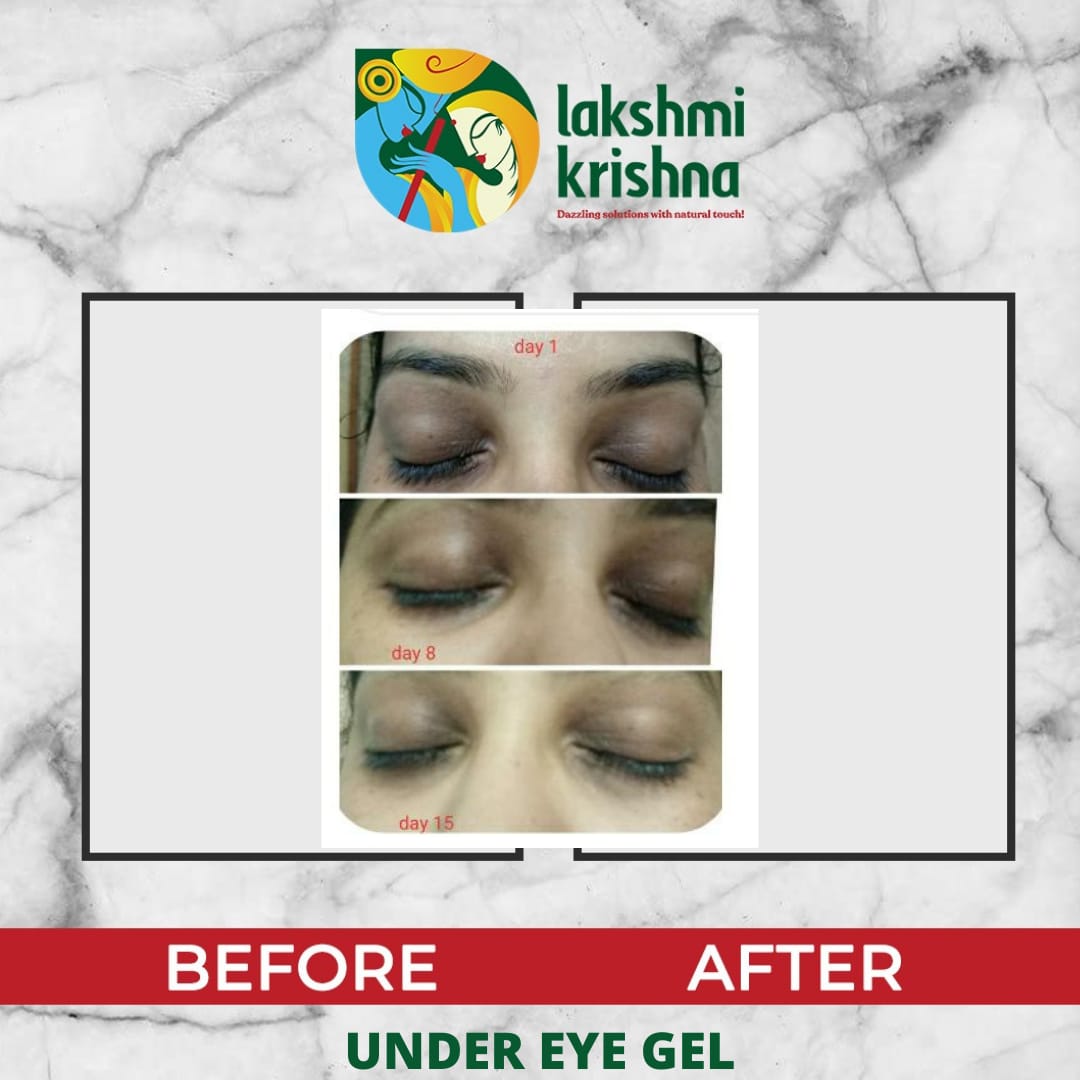 lakshmi
krishna
Dazzling solutions with natural touch!
day 1
day 8
day 15
BEFORE AFTER
UNDER EYE GEL